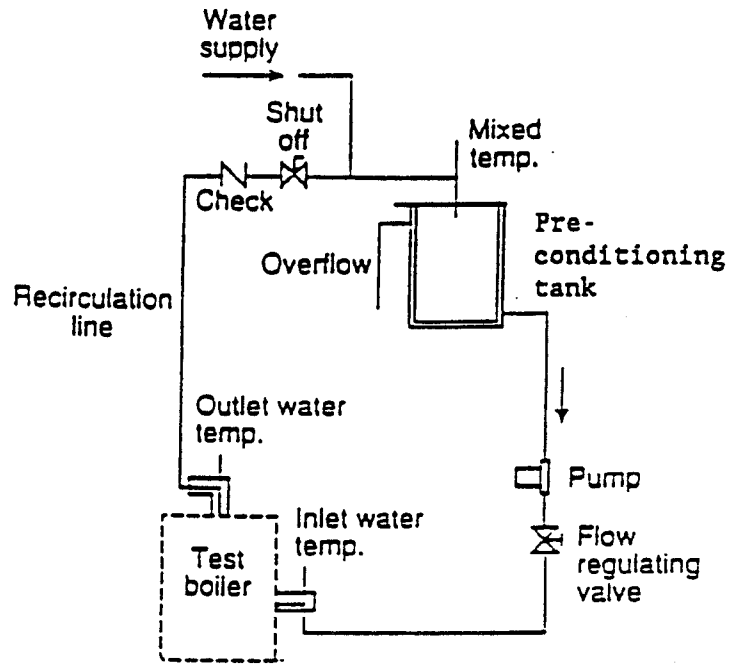 Water
supply
Shut
off
Mixed
temp.
Check
Pre-
conditioning
tank
Overflow
Recirculation
line
Outlet water
temp.
Pump
Inlet water
temp.
Test
boiler
Flow
regulating
valve